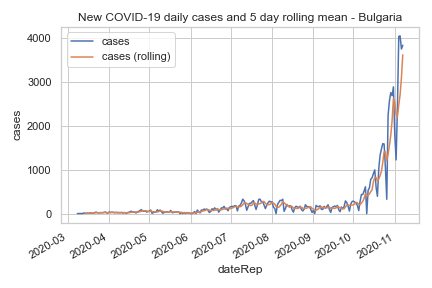 New COVID-19 daily cases and 5 day rolling mean - Bulgaria
cases
cases (rolling)
4000
3000
2000
1000
0
cases
2020-03
2020-04
2020-05
2020-06
2020-07
2020-08
2020-09
2020-10
2020-11
dateRep